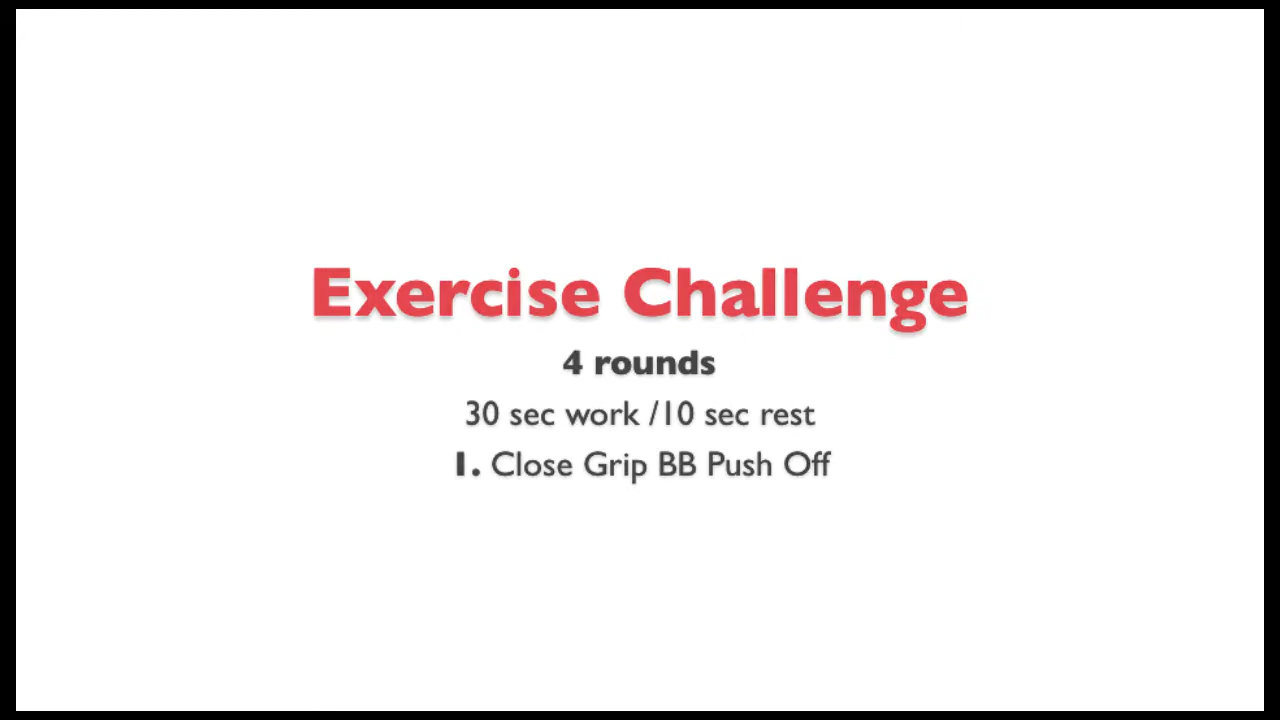 Exercise Challenge
4 rounds
30 sec work /10 sec rest
1. Close Grip BB Push Off